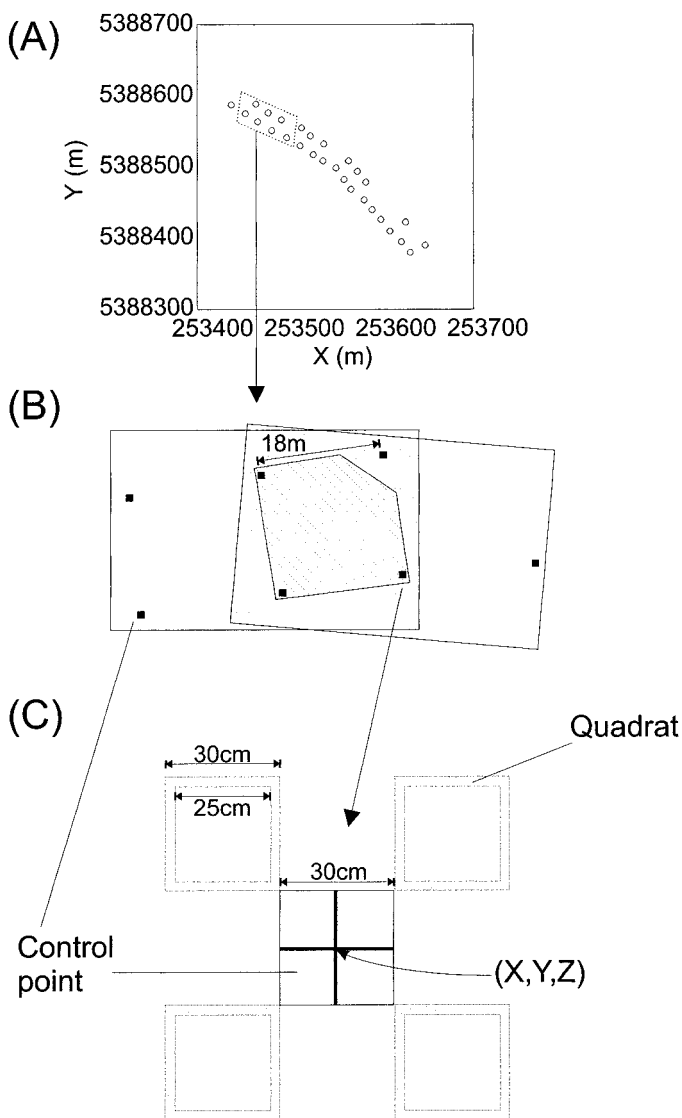 (A)
5388700
5388600
5388500
5388400
5388300
Y (m)
253400 253500 253600 253700
X (m)
(B)
18m
(C)
Quadrat
30cm
25cm
30cm
Control
point
(X,Y,Z)